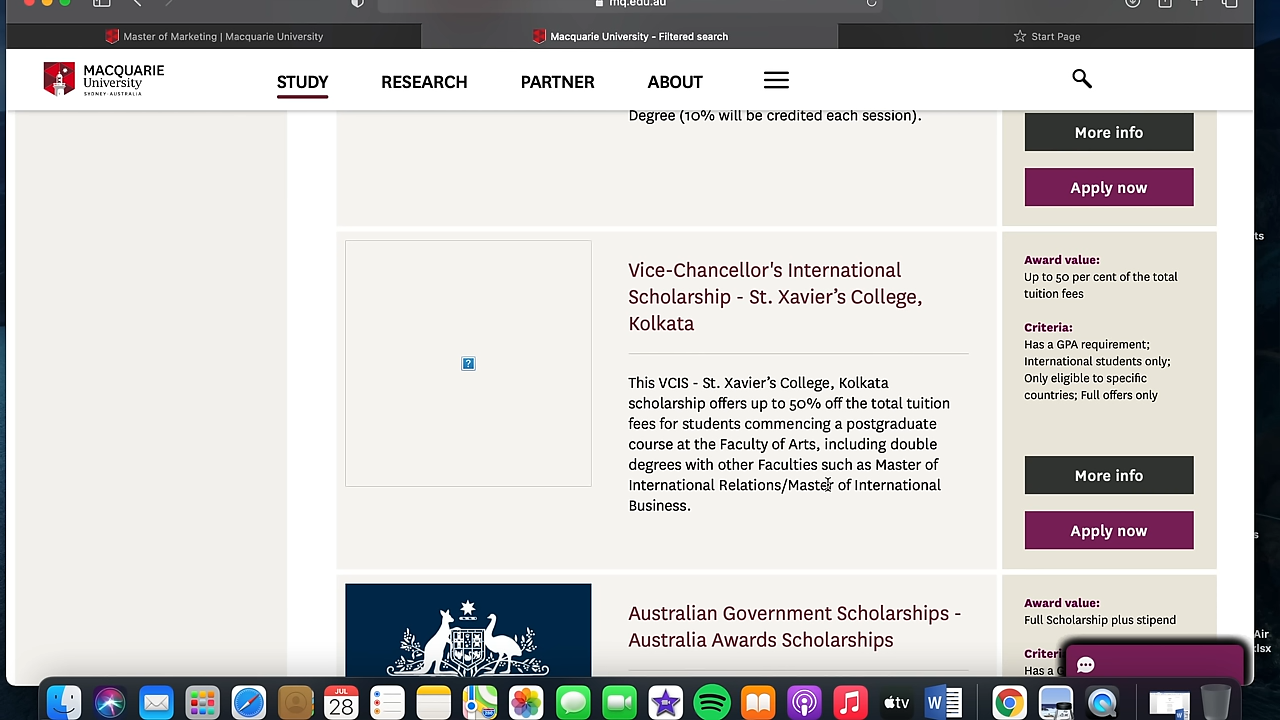 mq.edu.au
Master of Marketing | Macquarie University
Macquarie University - Filtered search
Start Page
MACQUARIE
University
SYDNEY·AUSTRALIA
STUDY
RESEARCH
PARTNER
ABOUT
Degree (10% will be credited each session).
More info
Apply now
Vice-Chancellor's International
Scholarship - St. Xavier’s College,
Kolkata
This VCIS - St. Xavier’s College, Kolkata
scholarship offers up to 50% off the total tuition
fees for students commencing a postgraduate
course at the Faculty of Arts, including double
degrees with other Faculties such as Master of
International Relations/Master of International
Business.
Award value:
Up to 50 per cent of the total
tuition fees
Criteria:
Has a GPA requirement;
International students only;
Only eligible to specific
countries; Full offers only
More info
Apply now
Australian Government Scholarships -
Australia Awards Scholarships
Award value:
Full Scholarship plus stipend
Criteri
Has a G
ts
s
Air
tlsx
JUL
28
tv
W